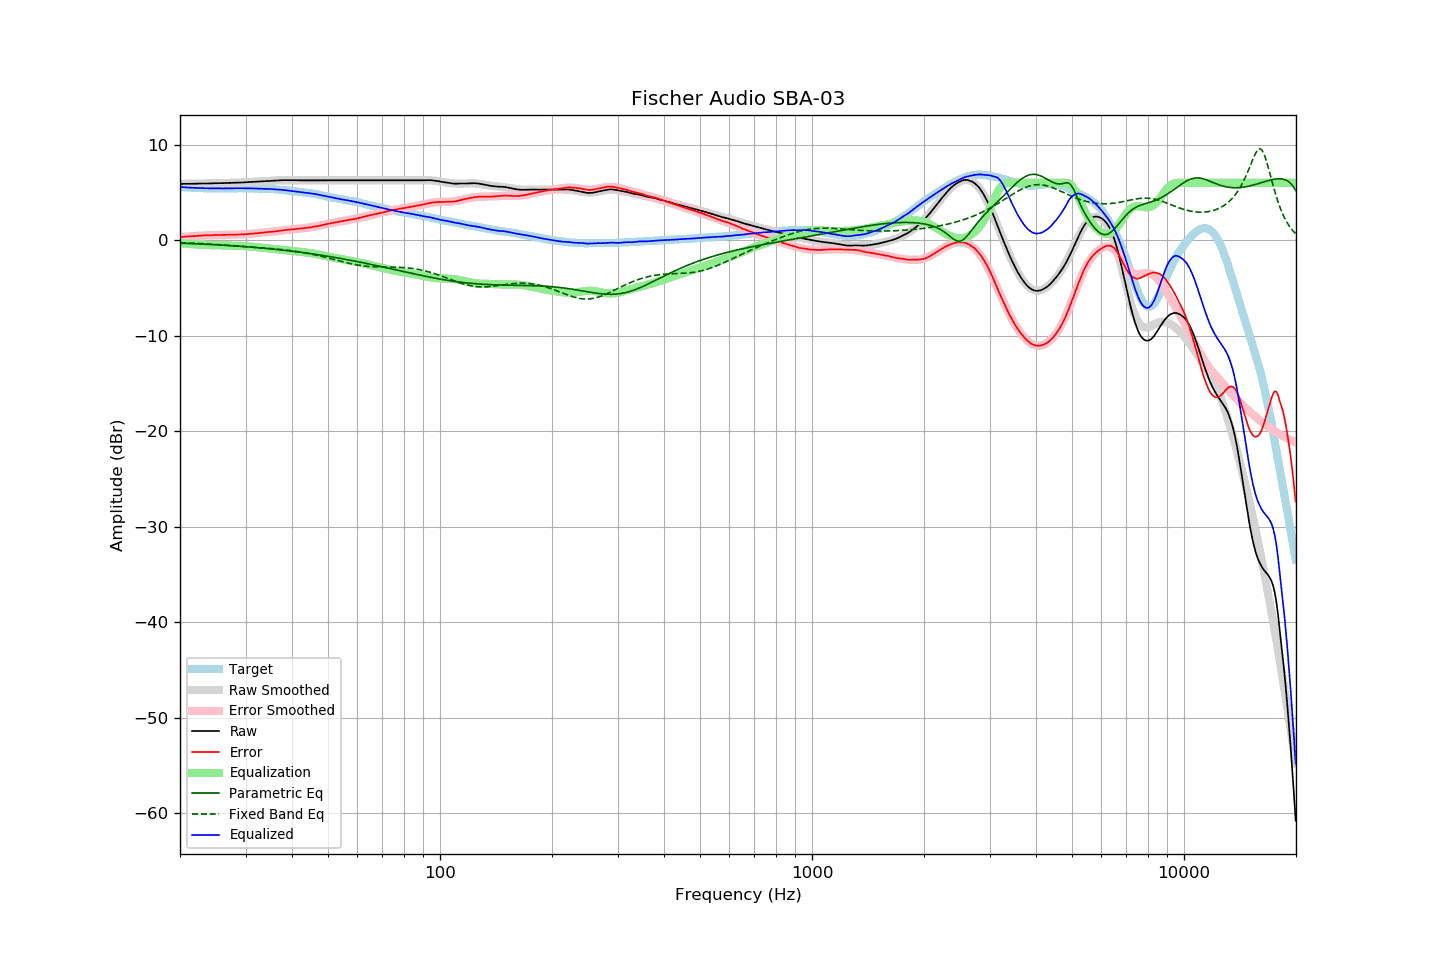 Fischer Audio SBA-03
10
0
−10
−20
−30
−40
−50
−60
Amplitude (dBr)
100
1000
10000
Frequency (Hz)
Target
Raw Smoothed
Error Smoothed
Raw
Error
Equalization
Parametric Eq
Fixed Band Eq
Equalized